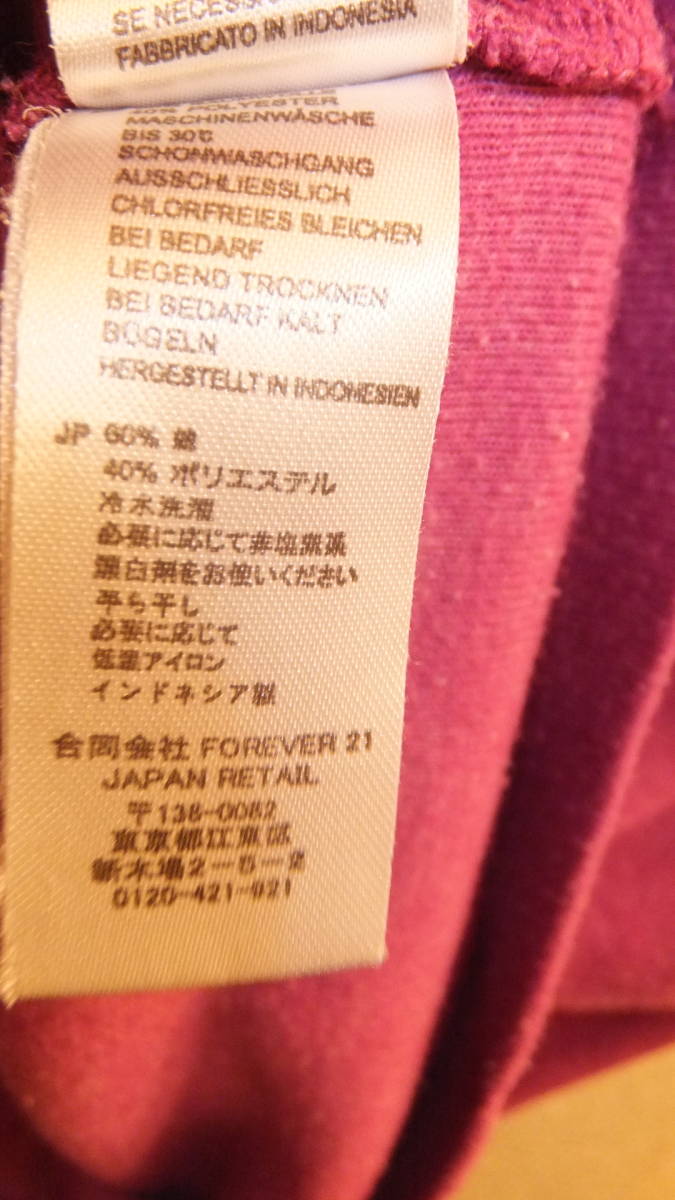 SE NECESSARIO
FABBRICATO IN INDONESIA
40% POLYESTER
MASCHINENWÄSCHE
BIS 30℃
SCHONWASCHGANG
AUSSCHLIESSLICH
CHLORFREIES BLEICHEN
BEI BEDARF
LIEGEND TROCKNEN
BEI BEDARF KALT
BÜGELN
HERGESTELLT IN INDONESIEN
JP 60% 綿
40% ポリエステル
冷水洗濯
必要に応じて非塩素系
漂白剤をお使いください
平ら干し
必要に応じて
低温アイロン
インドネシア製
合同会社 FOREVER 21
JAPAN RETAIL
〒136-0082
東京都江東区
新木場2-5-2
0120-421-921